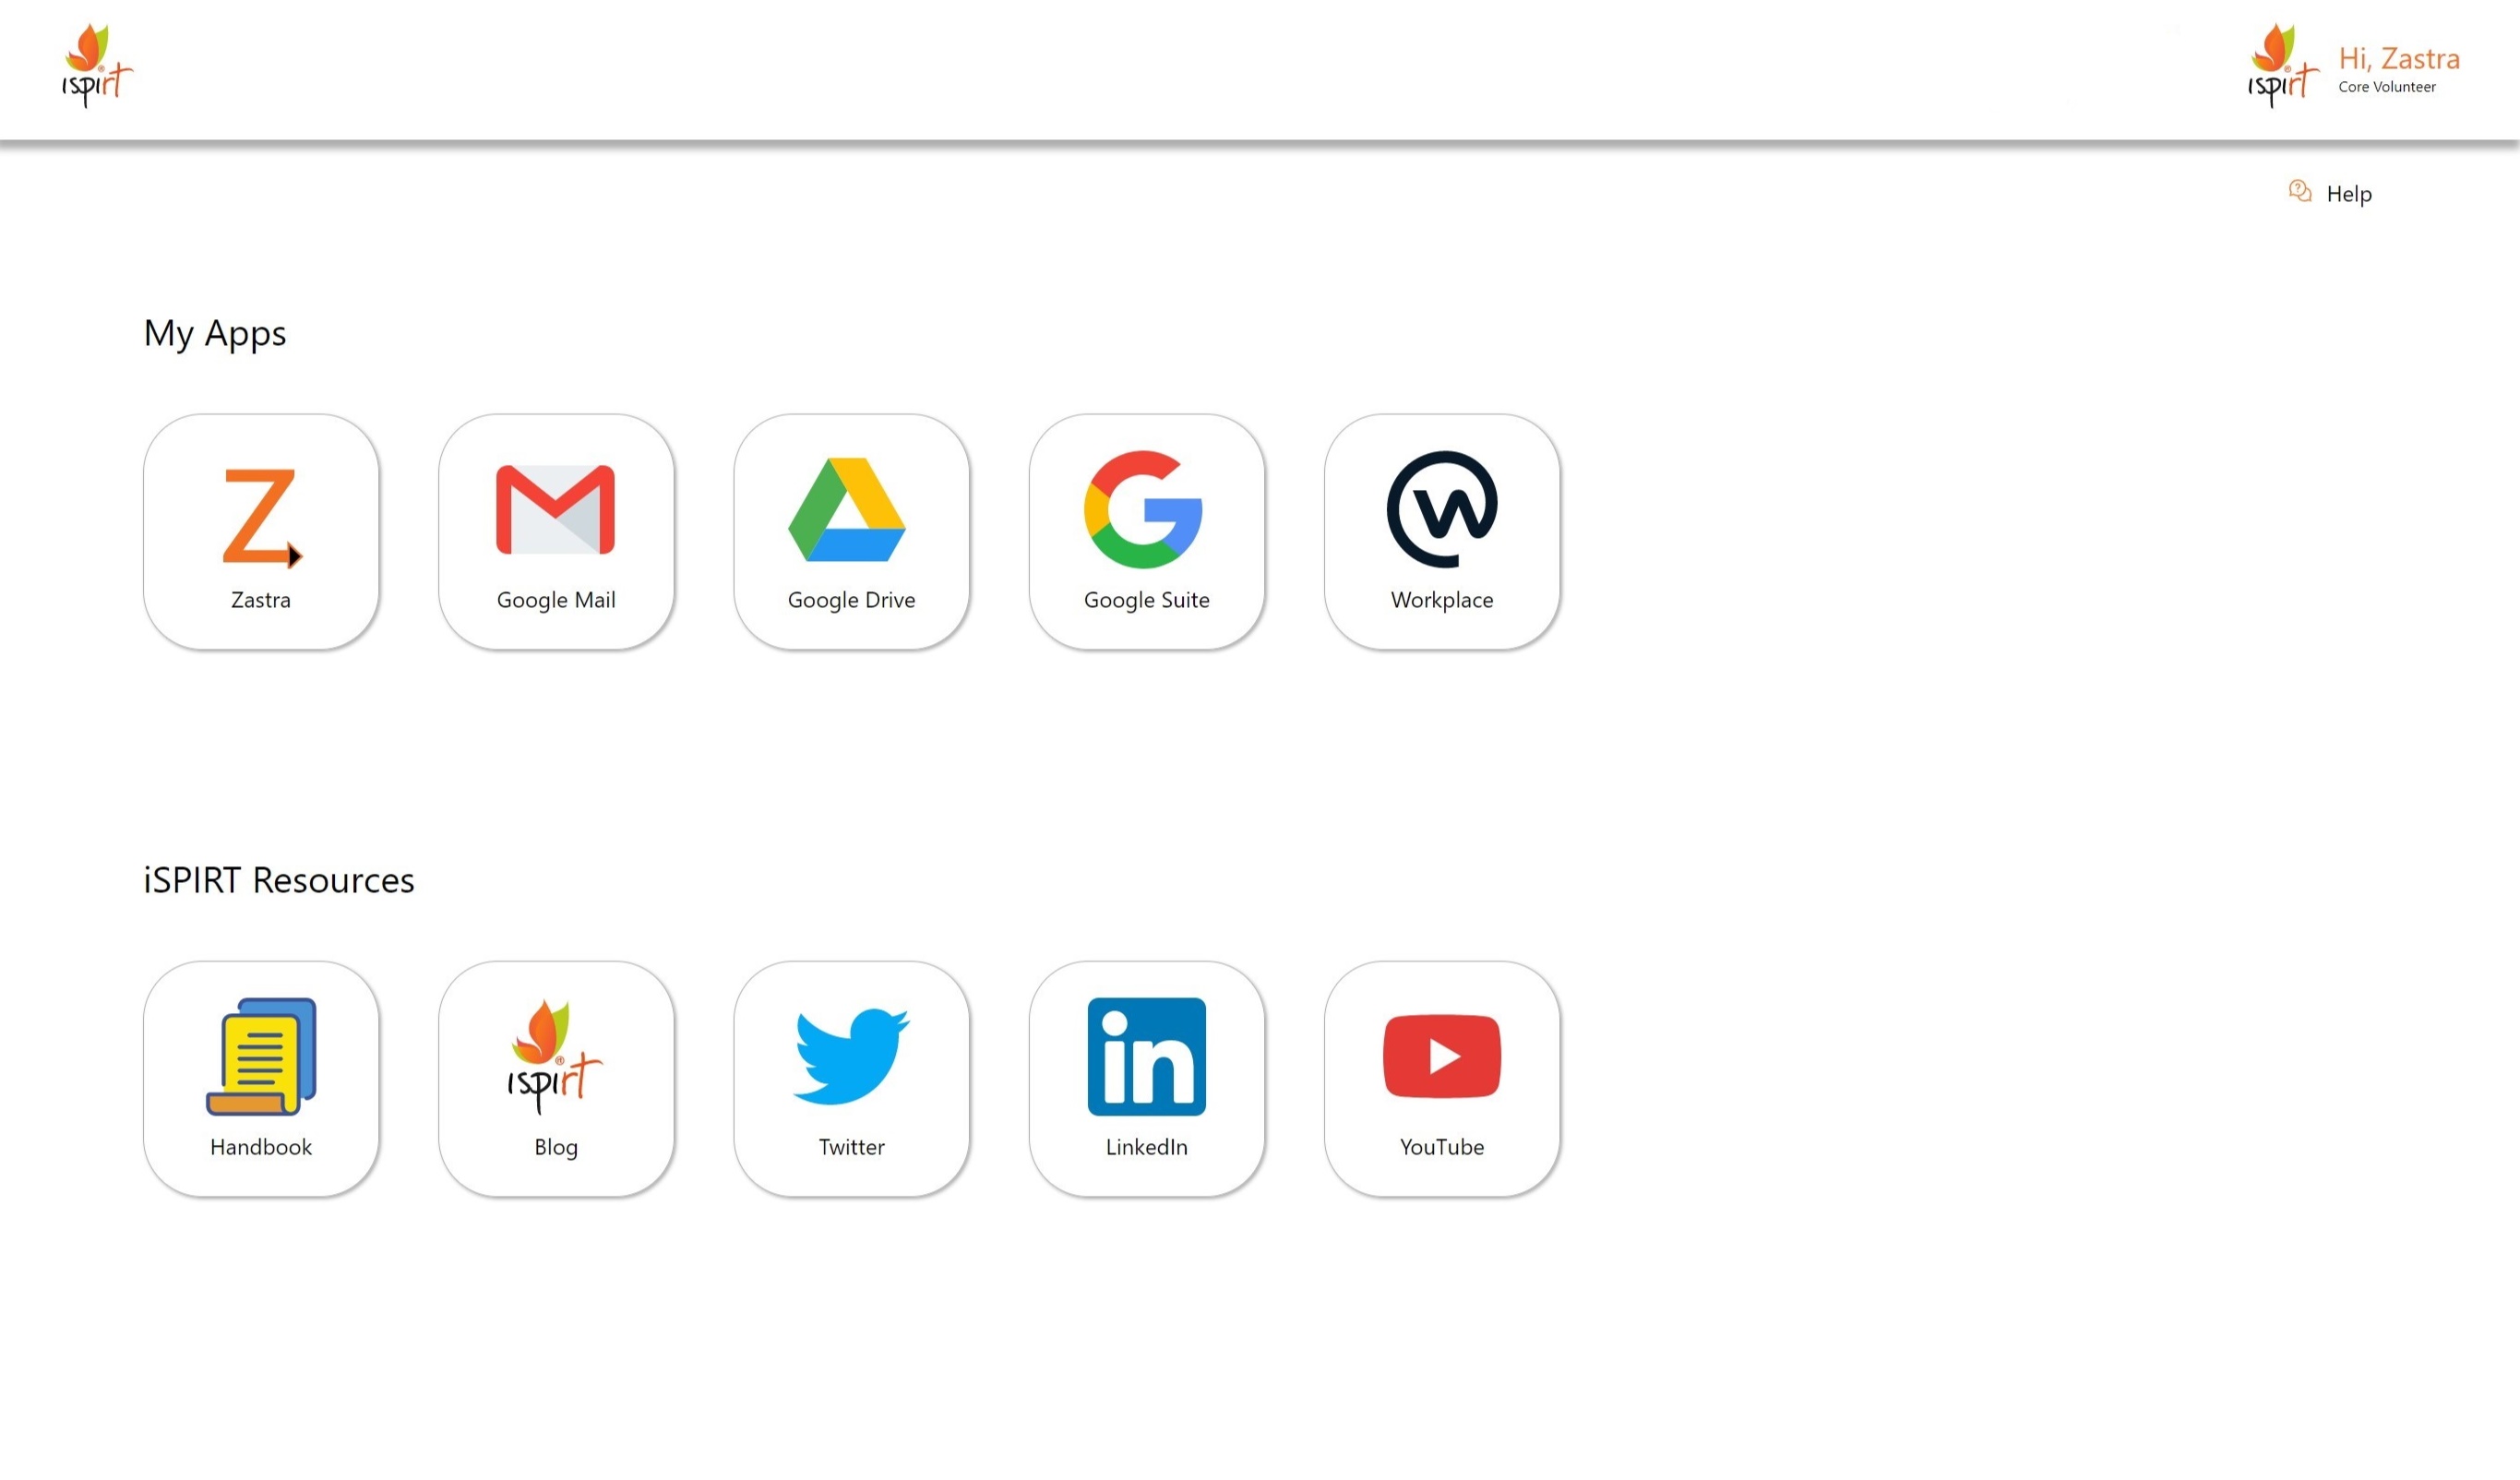 ispirt
ispirt
Hi, Zastra
Core Volunteer
Help
My Apps
Zastra
Google Mail
Google Drive
Google Suite
Workplace
iSPIRT Resources
ispirt
in
Handbook
Blog
Twitter
LinkedIn
YouTube